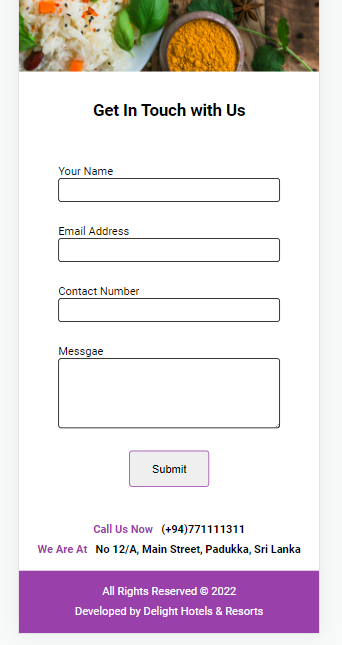 Get In Touch with Us
Your Name
Email Address
Contact Number
Messgae
Submit
Call Us Now (+94)771111311
We Are At No 12/A, Main Street, Padukka, Sri Lanka
All Rights Reserved © 2022
Developed by Delight Hotels & Resorts